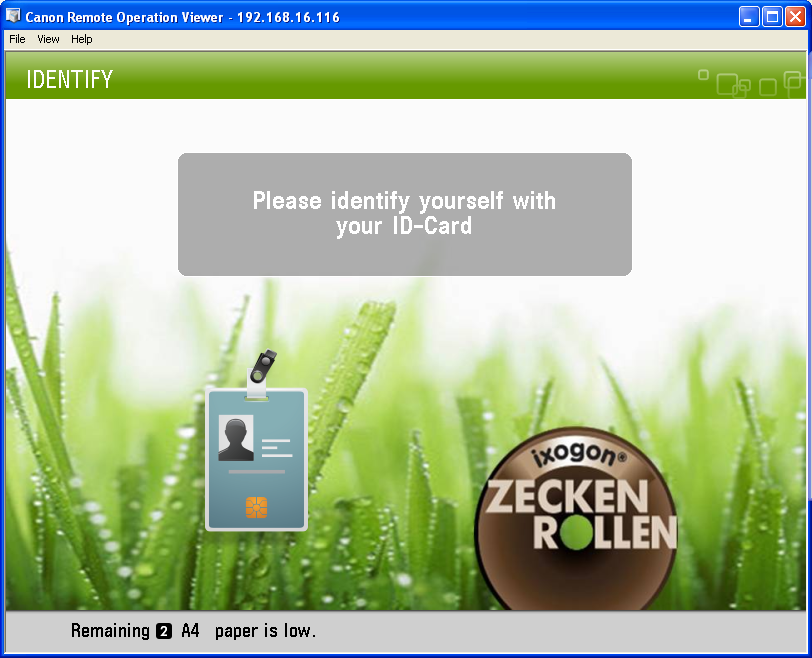 Canon Remote Operation Viewer - 192.168.16.116
File View Help
IDENTIFY
Please identify yourself with
your ID-Card
ixogon®
ZECKEN
ROLLEN
Remaining 2 A4 paper is low.